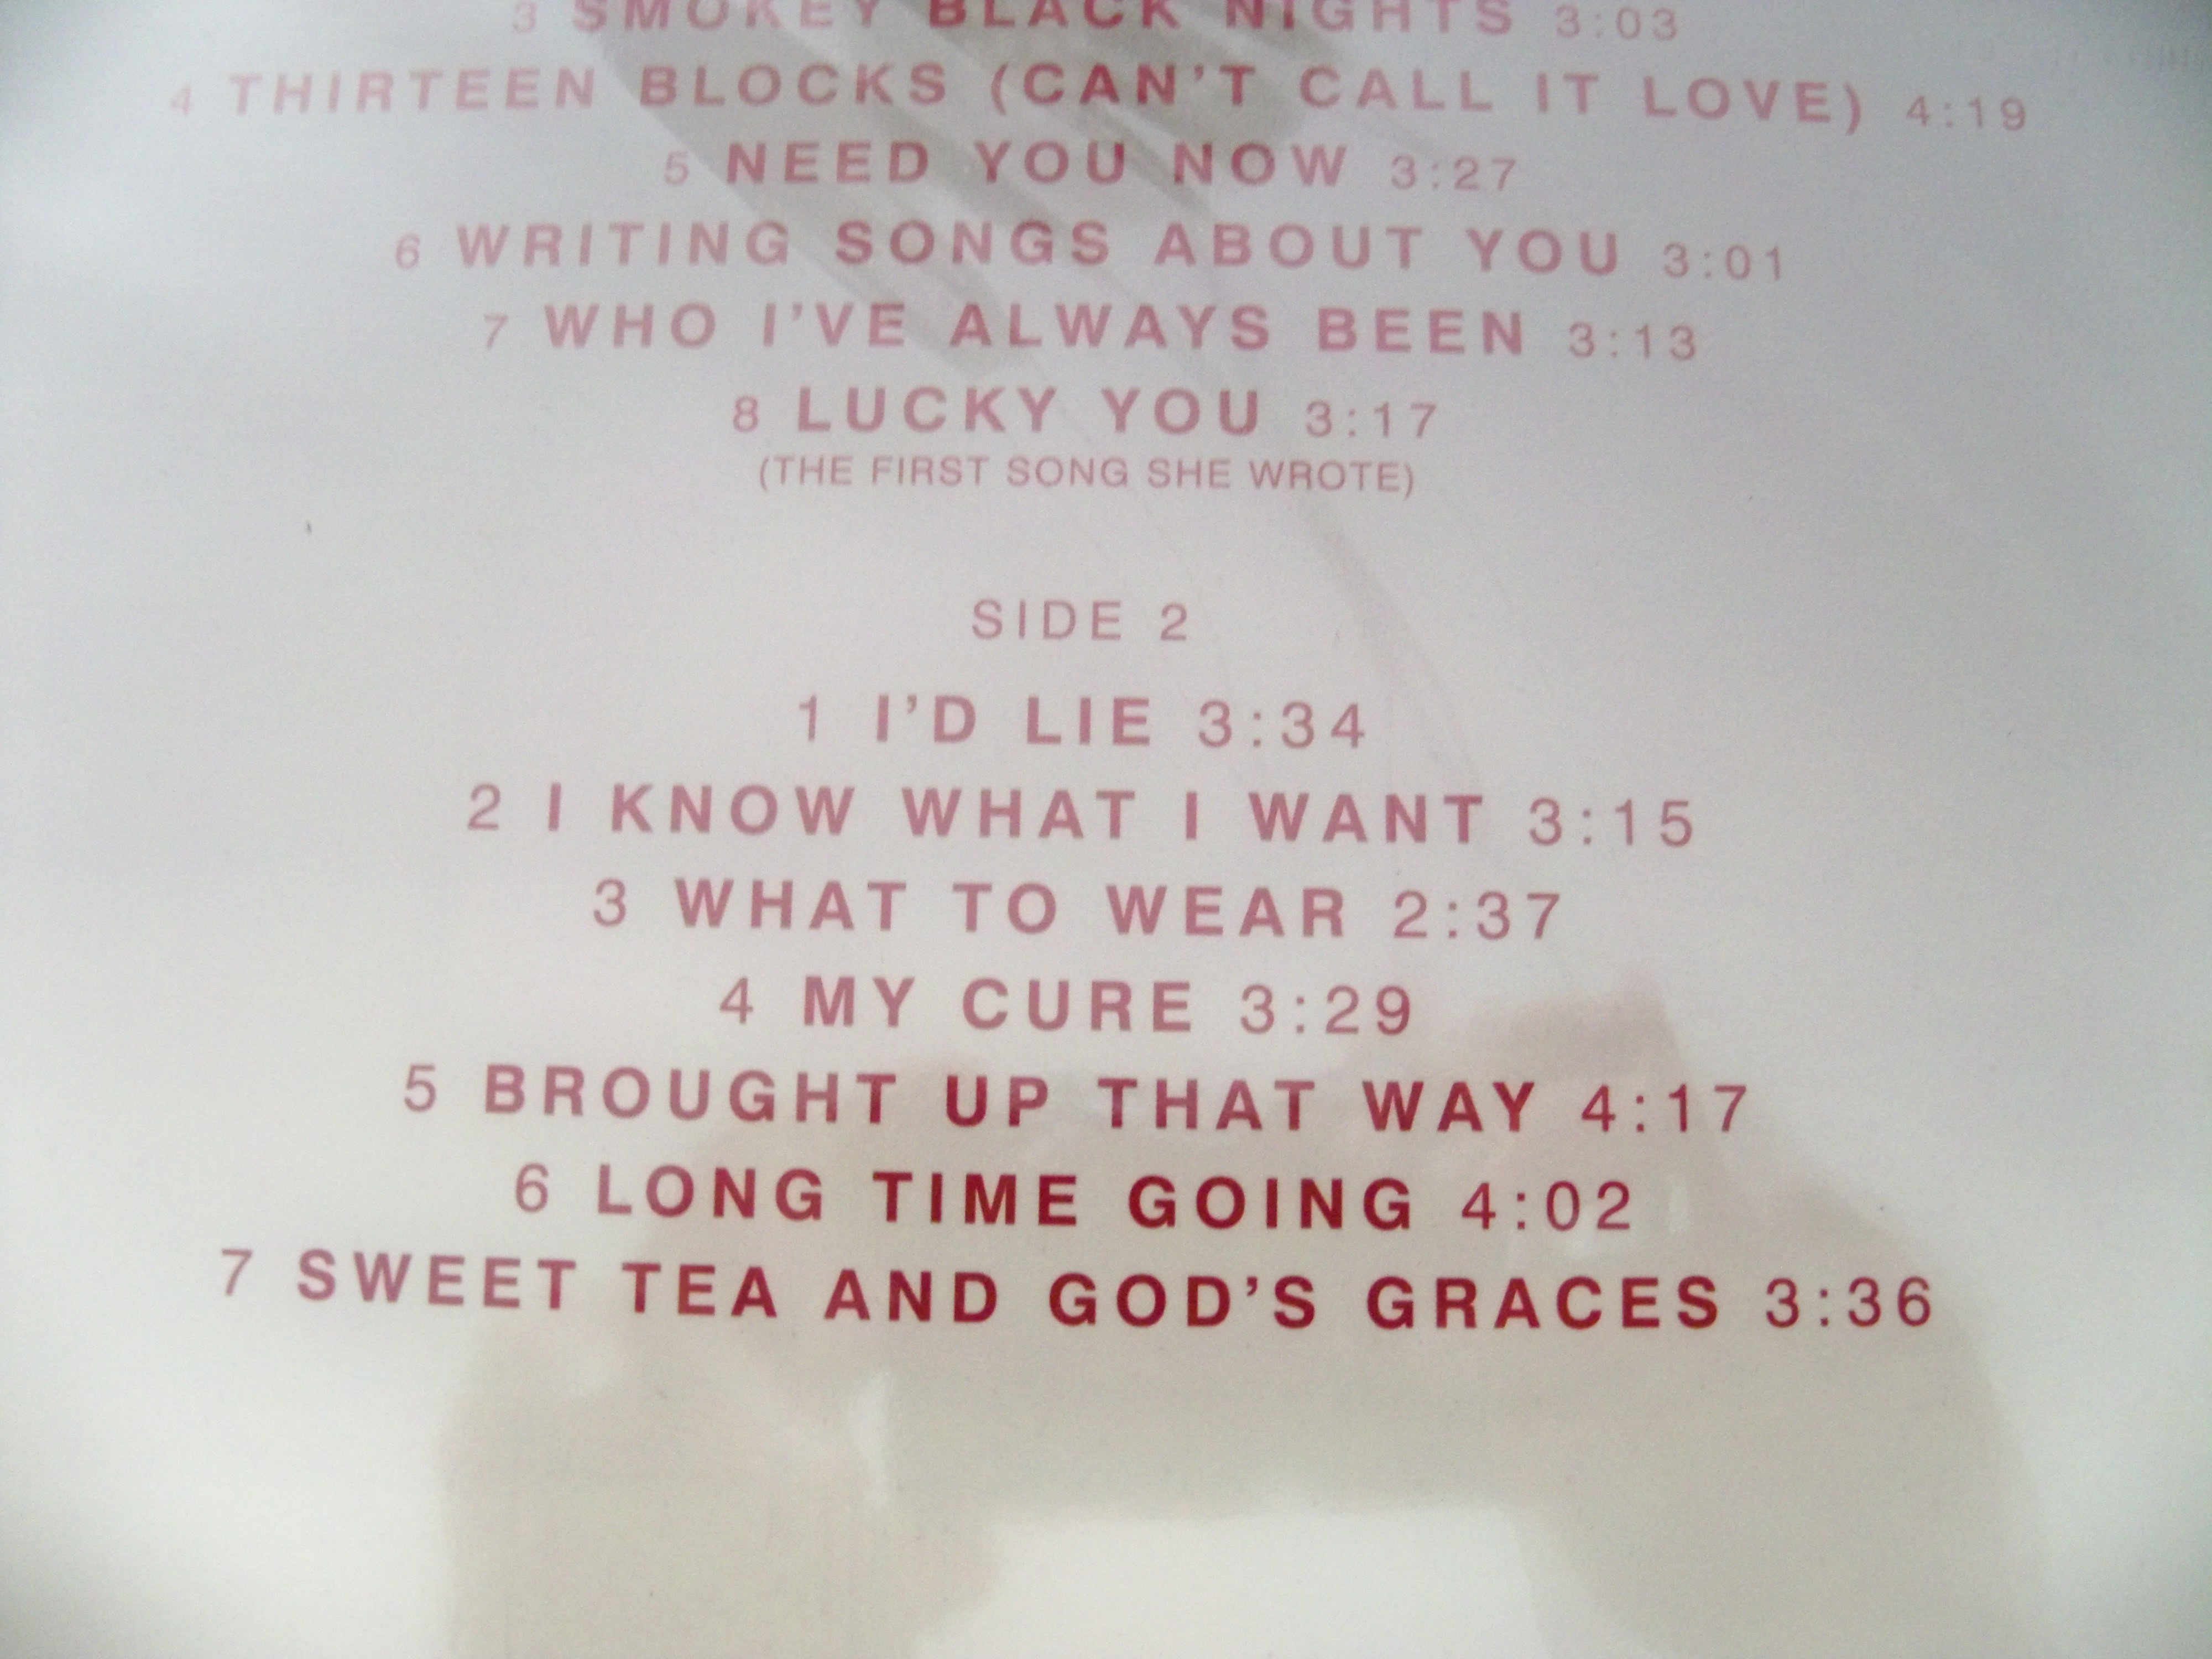 3 SMOKEY BLACK NIGHTS 3:03
4 THIRTEEN BLOCKS (CAN'T CALL IT LOVE) 4:19
5 NEED YOU NOW 3:27
6 WRITING SONGS ABOUT YOU 3:01
7 WHO I'VE ALWAYS BEEN 3:13
8 LUCKY YOU 3:17
(THE FIRST SONG SHE WROTE)
SIDE 2
1 I'D LIE 3:34
2 I KNOW WHAT I WANT 3:15
3 WHAT TO WEAR 2:37
4 MY CURE 3:29
5 BROUGHT UP THAT WAY 4:17
6 LONG TIME GOING 4:02
7 SWEET TEA AND GOD'S GRACES 3:36